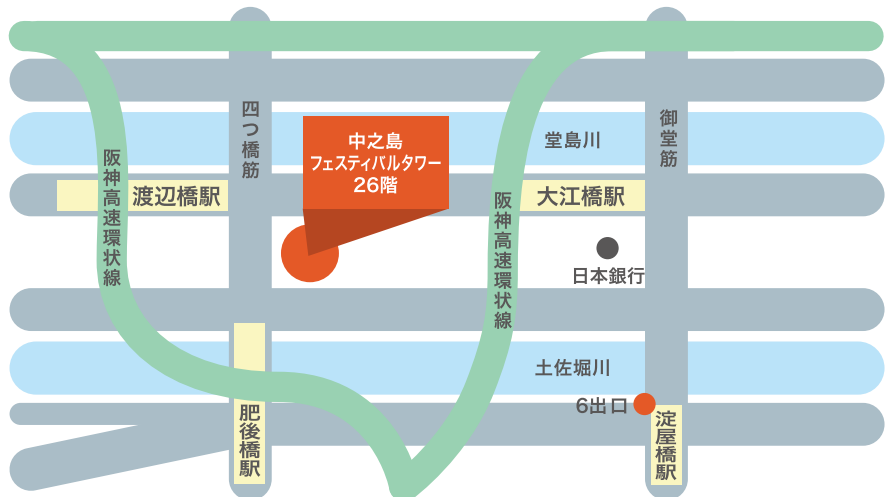 四つ橋筋
御堂筋
中之島
フェスティバルタワー
26階
堂島川
阪神高速環状線
渡辺橋駅
阪神高速環状線
大江橋駅
日本銀行
土佐堀川
6出口
肥後橋駅
淀屋橋駅